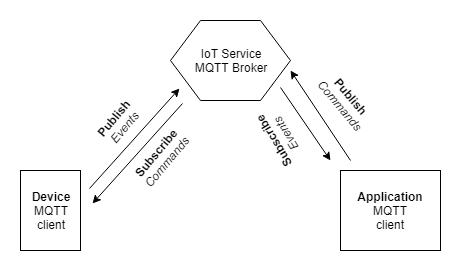 IoT Service
MQTT Broker
Publish
Events
Subscribe
Commands
Subscribe
Events
Publish
Commands
Device
MQTT
client
Application
MQTT
client